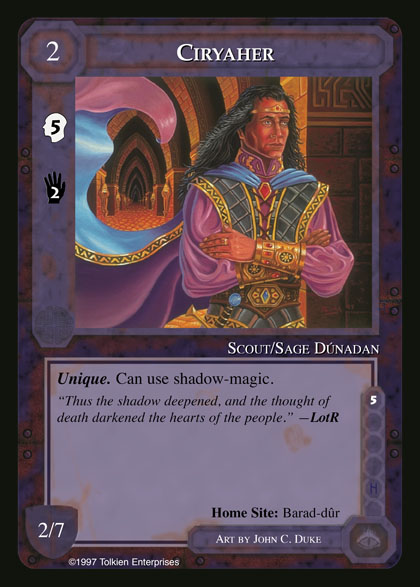 2
CIRYAHER
5
2
SCOUT/SAGE DÚNADAN
Unique. Can use shadow-magic.
“Thus the shadow deepened, and the thought of
death darkened the hearts of the people.” —LotR
5
H
Home Site: Barad-dûr
2/7
ART BY JOHN C. DUKE
©1997 Tolkien Enterprises